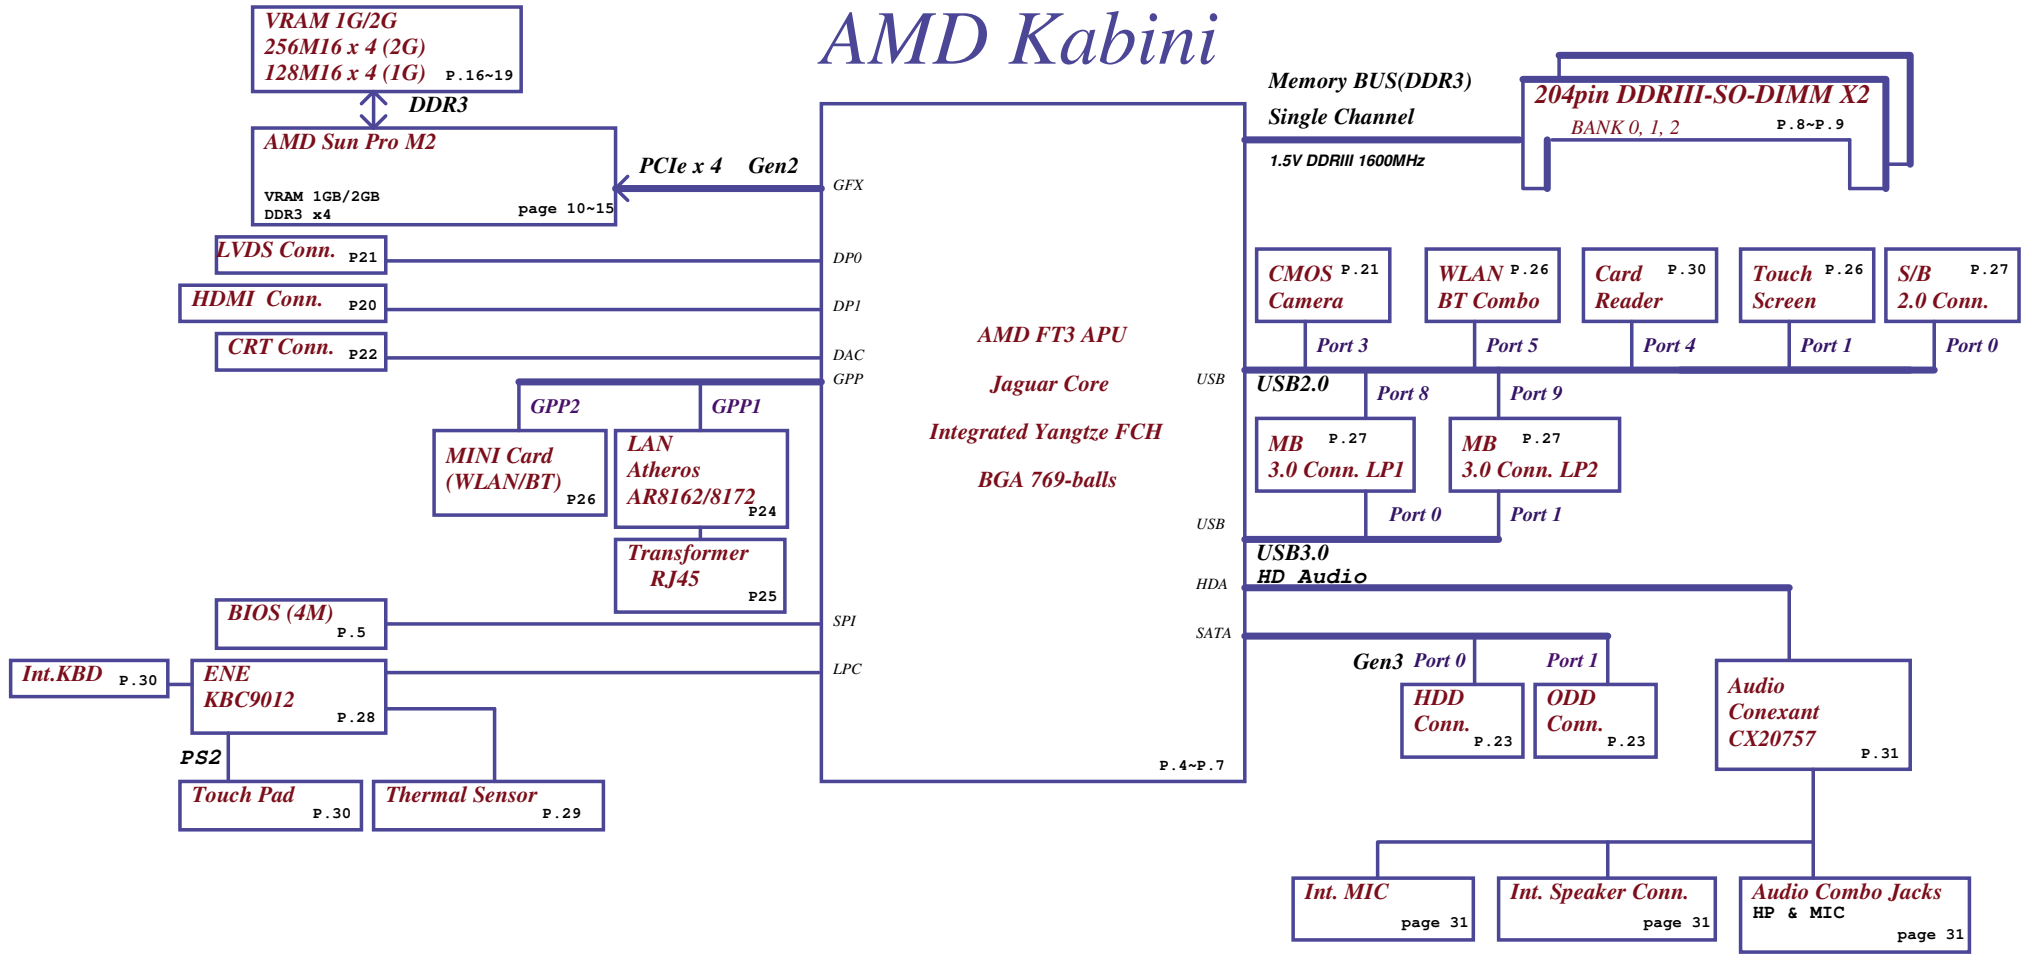 AMD Kabini
VRAM 1G/2G
256M16 x 4 (2G)
128M16 x 4 (1G) P.16~19
DDR3
AMD Sun Pro M2
VRAM 1GB/2GB
DDR3 x4
page 10~15
PCIe x 4 Gen2
GFX
LVDS Conn. P21
DP0
HDMI Conn. P20
DP1
CRT Conn. P22
DAC
GPP
GPP2
GPP1
MINI Card
(WLAN/BT)
P26
LAN
Atheros
AR8162/8172
P24
Transformer
RJ45
P25
BIOS (4M)
P.5
SPI
Int.KBD P.30
ENE
KBC9012
P.28
LPC
PS2
Touch Pad
P.30
Thermal Sensor
P.29
AMD FT3 APU
Jaguar Core
Integrated Yangtze FCH
BGA 769-balls
P.4~P.7
Memory BUS(DDR3)
Single Channel
1.5V DDRIII 1600MHz
204pin DDRIII-SO-DIMM X2
BANK 0, 1, 2 P.8~P.9
CMOS P.21
Camera
WLAN P.26
BT Combo
Card P.30
Reader
Touch P.26
Screen
S/B P.27
2.0 Conn.
Port 3
Port 5
Port 4
Port 1
Port 0
USB
USB2.0
Port 8
Port 9
MB P.27
3.0 Conn. LP1
MB P.27
3.0 Conn. LP2
Port 0
Port 1
USB
USB3.0
HD Audio
HDA
SATA
Gen3 Port 0
Port 1
HDD
Conn.
P.23
ODD
Conn.
P.23
Audio
Conexant
CX20757
P.31
Int. MIC
page 31
Int. Speaker Conn.
page 31
Audio Combo Jacks
HP & MIC
page 31